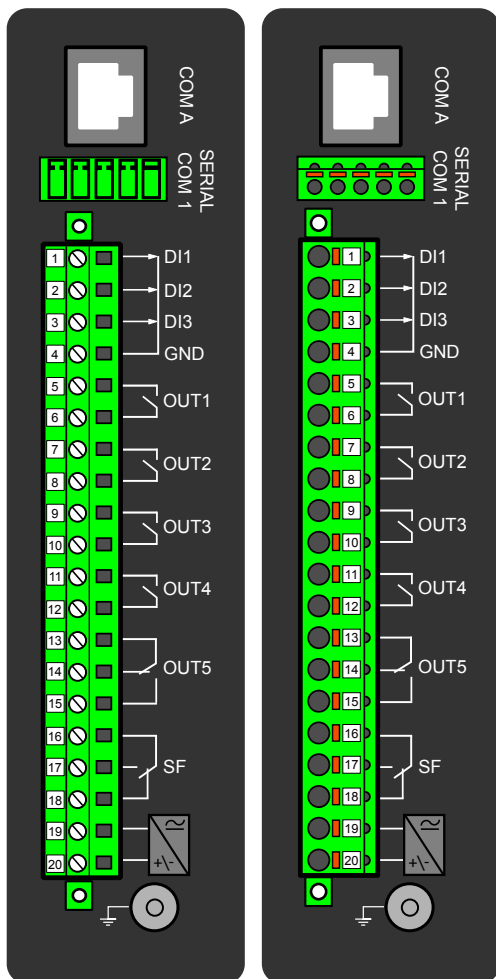 COM A
SERIAL
COM 1
1
2
3
4
5
6
7
8
9
10
11
12
13
14
15
16
17
18
19
20
DI1
DI2
DI3
GND
OUT1
OUT2
OUT3
OUT4
OUT5
SF
+/-
COM A
SERIAL
COM 1
1
2
3
4
5
6
7
8
9
10
11
12
13
14
15
16
17
18
19
20
DI1
DI2
DI3
GND
OUT1
OUT2
OUT3
OUT4
OUT5
SF
+/-